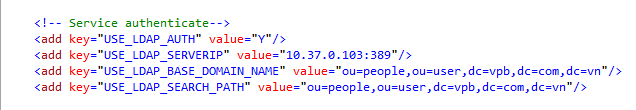 <!-- Service authenticate-->
<add key="USE_LDAP_AUTH" value="Y"/>
<add key="USE_LDAP_SERVERIP" value="10.37.0.103:389"/>
<add key="USE_LDAP_BASE_DOMAIN_NAME" value="ou=people,ou=user,dc=vpb,dc=com,dc=vn"/>
<add key="USE_LDAP_SEARCH_PATH" value="ou=people,ou=user,dc=vpb,dc=com,dc=vn"/>